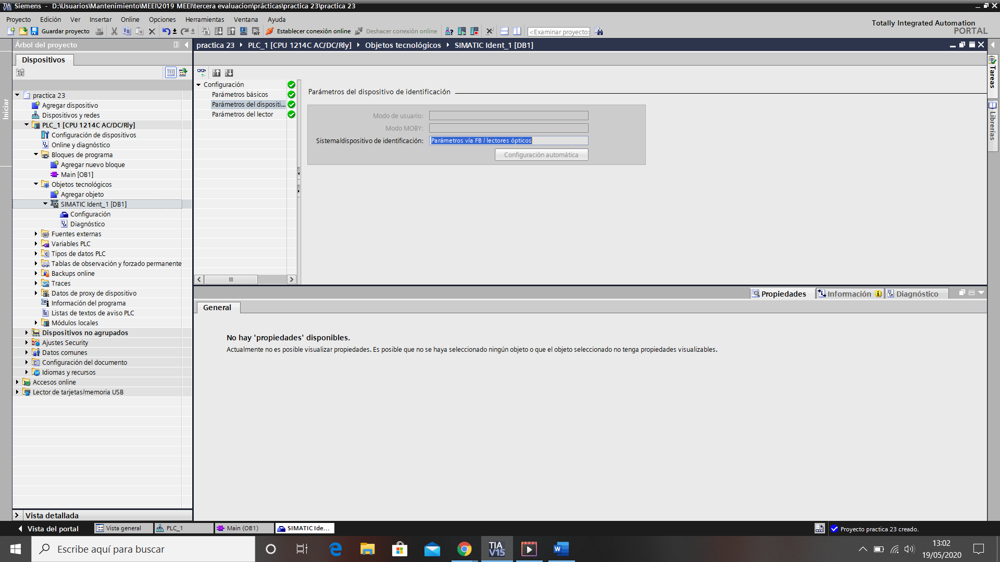 Siemens - D:\Usuarios\Mantenimiento\MEEI\2019 MEEI\tercera evaluacion\prácticas\practica 23\practica 23
Proyecto Edición Ver Insertar Online Opciones Herramientas Ventana Ayuda
Totally Integrated Automation
PORTAL
Guardar proyecto Establecer conexión online Deshacer conexión online <Examinar proyecto>
Árbol del proyecto
practica 23 PLC_1 [CPU 1214C AC/DC/Rly] Objetos tecnológicos SIMATIC Ident_1 [DB1]
Dispositivos
Iniciar
practica 23
Agregar dispositivo
Dispositivos y redes
PLC_1 [CPU 1214C AC/DC/Rly]
Configuración de dispositivos
Online y diagnóstico
Bloques de programa
Agregar nuevo bloque
Main [OB1]
Objetos tecnológicos
Agregar objeto
SIMATIC Ident_1 [DB1]
Configuración
Diagnóstico
Fuentes externas
Variables PLC
Tipos de datos PLC
Tablas de observación y forzado permanente
Backups online
Traces
Datos de proxy de dispositivo
Información del programa
Listas de textos de aviso PLC
Módulos locales
Dispositivos no agrupados
Ajustes Security
Datos comunes
Configuración del documento
Idiomas y recursos
Accesos online
Lector de tarjetas/memoria USB
Vista detallada
Configuración
Parámetros básicos
Parámetros del dispositi...
Parámetros del lector
Parámetros del dispositivo de identificación
Modo de usuario:
Modo MOBY:
Sistema/dispositivo de identificación: Parámetros vía FB / lectores ópticos
Configuración automática
Tareas
Librerías
Propiedades Información Diagnóstico
General
No hay 'propiedades' disponibles.
Actualmente no es posible visualizar propiedades. Es posible que no se haya seleccionado ningún objeto o que el objeto seleccionado no tenga propiedades visualizables.
Vista del portal Vista general PLC_1 Main (OB1) SIMATIC Ide... Proyecto practica 23 creado.
Escribe aquí para buscar
TIA
V15
13:02
19/05/2020